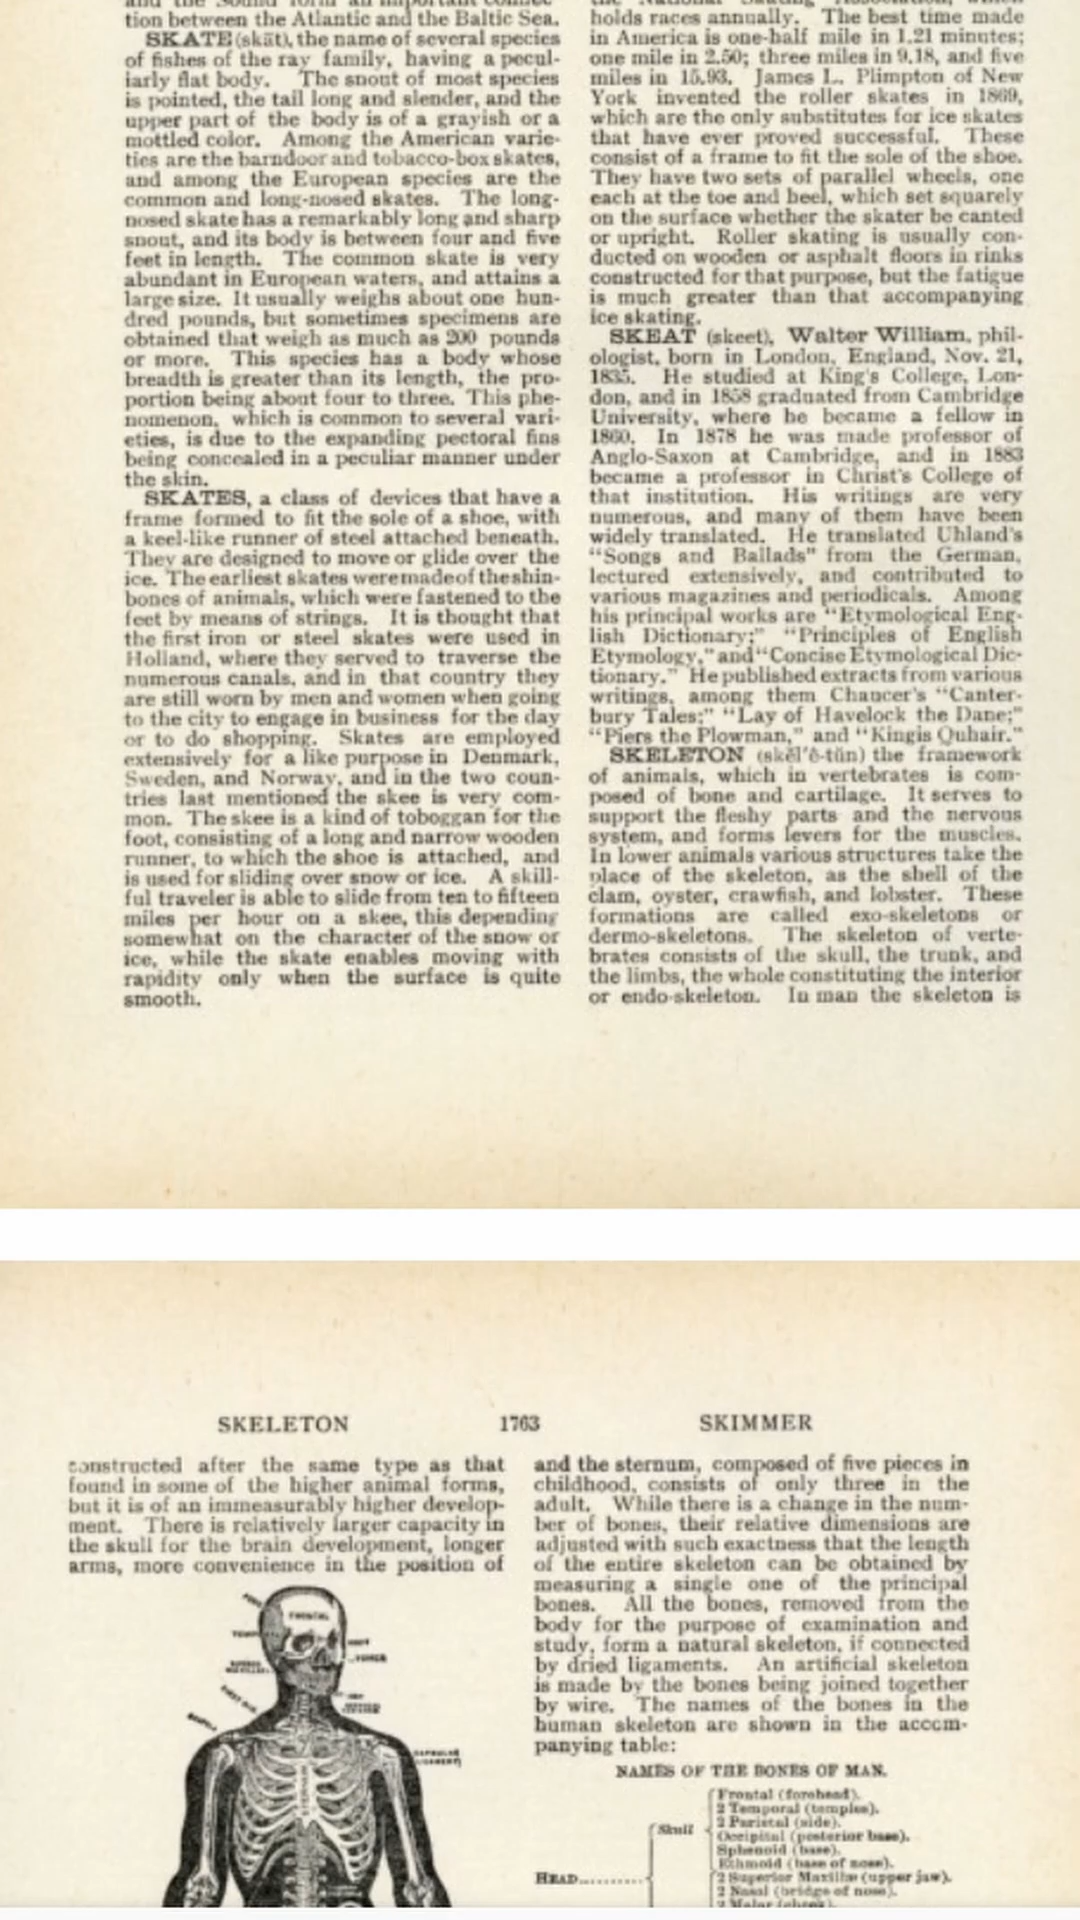 tion between the Atlantic and the Baltic Sea.
SKATE (skāt), the name of several species
of fishes of the ray family, having a pecul-
iarly flat body. The snout of most species
is pointed, the tail long and slender, and the
upper part of the body is of a grayish or a
mottled color. Among the American varie-
ties are the barndoor and tobacco-box skates,
and among the European species are the
common and long-nosed skates. The long-
nosed skate has a remarkably long and sharp
snout, and its body is between four and five
feet in length. The common skate is very
abundant in European waters, and attains a
large size. It usually weighs about one hun-
dred pounds, but sometimes specimens are
obtained that weigh as much as 200 pounds
or more. This species has a body whose
breadth is greater than its length, the pro-
portion being about four to three. This phe-
nomenon, which is common to several vari-
eties, is due to the expanding pectoral fins
being concealed in a peculiar manner under
the skin.
SKATES, a class of devices that have a
frame formed to fit the sole of a shoe, with
a keel-like runner of steel attached beneath.
They are designed to move or glide over the
ice. The earliest skates were made of the shin-
bones of animals, which were fastened to the
feet by means of strings. It is thought that
the first iron or steel skates were used in
Holland, where they served to traverse the
numerous canals, and in that country they
are still worn by men and women when going
to the city to engage in business for the day
or to do shopping. Skates are employed
extensively for a like purpose in Denmark,
Sweden, and Norway, and in the two coun-
tries last mentioned the skee is very com-
mon. The skee is a kind of toboggan for the
foot, consisting of a long and narrow wooden
runner, to which the shoe is attached, and
is used for sliding over snow or ice. A skill-
ful traveler is able to slide from ten to fifteen
miles per hour on a skee, this depending
somewhat on the character of the snow or
ice, while the skate enables moving with
rapidity only when the surface is quite
smooth.
holds races annually. The best time made
in America is one-half mile in 1.21 minutes;
one mile in 2.50; three miles in 9.18, and five
miles in 15.93. James L. Plimpton of New
York invented the roller skates in 1869,
which are the only substitutes for ice skates
that have ever proved successful. These
consist of a frame to fit the sole of the shoe.
They have two sets of parallel wheels, one
each at the toe and heel, which set squarely
on the surface whether the skater be canted
or upright. Roller skating is usually con-
ducted on wooden or asphalt floors in rinks
constructed for that purpose, but the fatigue
is much greater than that accompanying
ice skating.
SKEAT (skeet), Walter William, phil-
ologist, born in London, England, Nov. 21,
1835. He studied at King's College, Lon-
don, and in 1858 graduated from Cambridge
University, where he became a fellow in
1860. In 1878 he was made professor of
Anglo-Saxon at Cambridge, and in 1883
became a professor in Christ's College of
that institution. His writings are very
numerous, and many of them have been
widely translated. He translated Uhland's
"Songs and Ballads" from the German,
lectured extensively, and contributed to
various magazines and periodicals. Among
his principal works are "Etymological Eng-
lish Dictionary;" "Principles of English
Etymology," and "Concise Etymological Dic-
tionary." He published extracts from various
writings, among them Chaucer's "Canter-
bury Tales;" "Lay of Havelock the Dane;"
"Piers the Plowman," and "Kingis Quhair."
SKELETON (skĕl'ĕ-tŭn) the framework
of animals, which in vertebrates is com-
posed of bone and cartilage. It serves to
support the fleshy parts and the nervous
system, and forms levers for the muscles.
In lower animals various structures take the
place of the skeleton, as the shell of the
clam, oyster, crawfish, and lobster. These
formations are called exo-skeletons or
dermo-skeletons. The skeleton of verte-
brates consists of the skull, the trunk, and
the limbs, the whole constituting the interior
or endo-skeleton. In man the skeleton is
SKELETON 1763 SKIMMER
constructed after the same type as that
found in some of the higher animal forms,
but it is of an immeasurably higher develop-
ment. There is relatively larger capacity in
the skull for the brain development, longer
arms, more convenience in the position of
FRONTAL
CAPSULAR
LIGAMENT
STERNUM
and the sternum, composed of five pieces in
childhood, consists of only three in the
adult. While there is a change in the num-
ber of bones, their relative dimensions are
adjusted with such exactness that the length
of the entire skeleton can be obtained by
measuring a single one of the principal
bones. All the bones, removed from the
body for the purpose of examination and
study, form a natural skeleton, if connected
by dried ligaments. An artificial skeleton
is made by the bones being joined together
by wire. The names of the bones in the
human skeleton are shown in the accom-
panying table:
NAMES OF THE BONES OF MAN.
Frontal (forehead).
2 Temporal (temples).
2 Parietal (side).
Skull
Occipital (posterior base).
Sphenoid (base).
Ethmoid (base of nose).
HEAD
2 Superior Maxillæ (upper jaw).
2 Nasal (bridge of nose).
2 Malar (cheek).